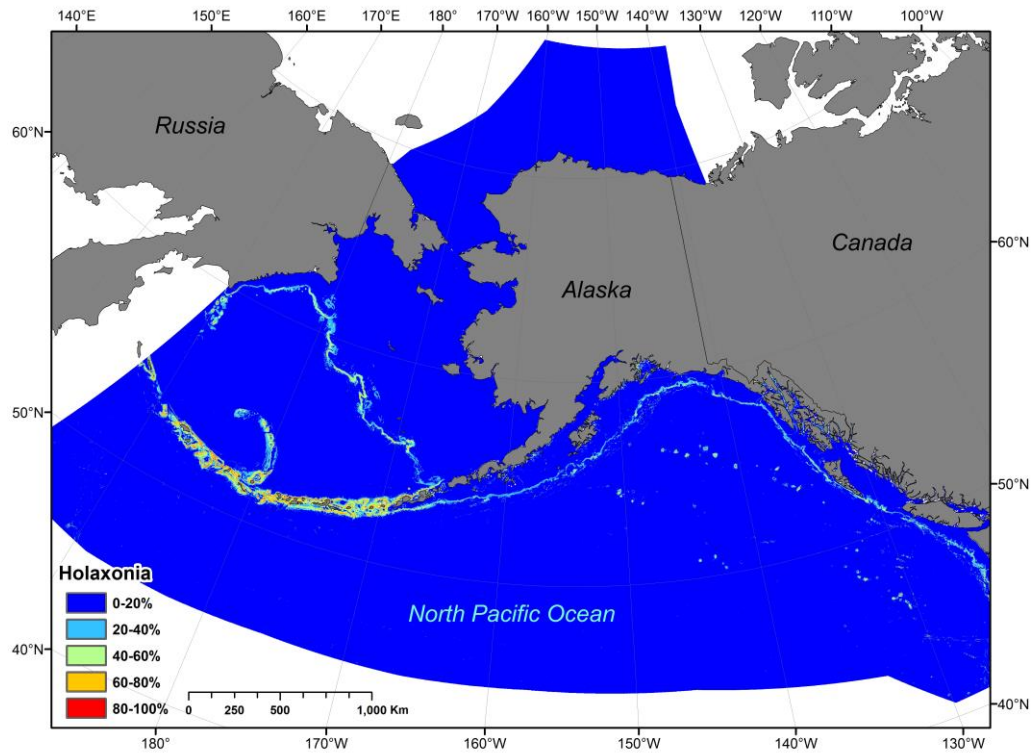 140°E 150°E 160°E 170°E 180° 170°W 160°W 150°W 140°W 130°W 120°W 110°W 100°W
Russia
60°N
Canada
60°N
Alaska
50°N
50°N
Holaxonia
0-20%
20-40%
North Pacific Ocean
40-60%
40°N
60-80%
80-100%
0 250 500 1,000 Km
40°N
180° 170°W 160°W 150°W 140°W 130°W